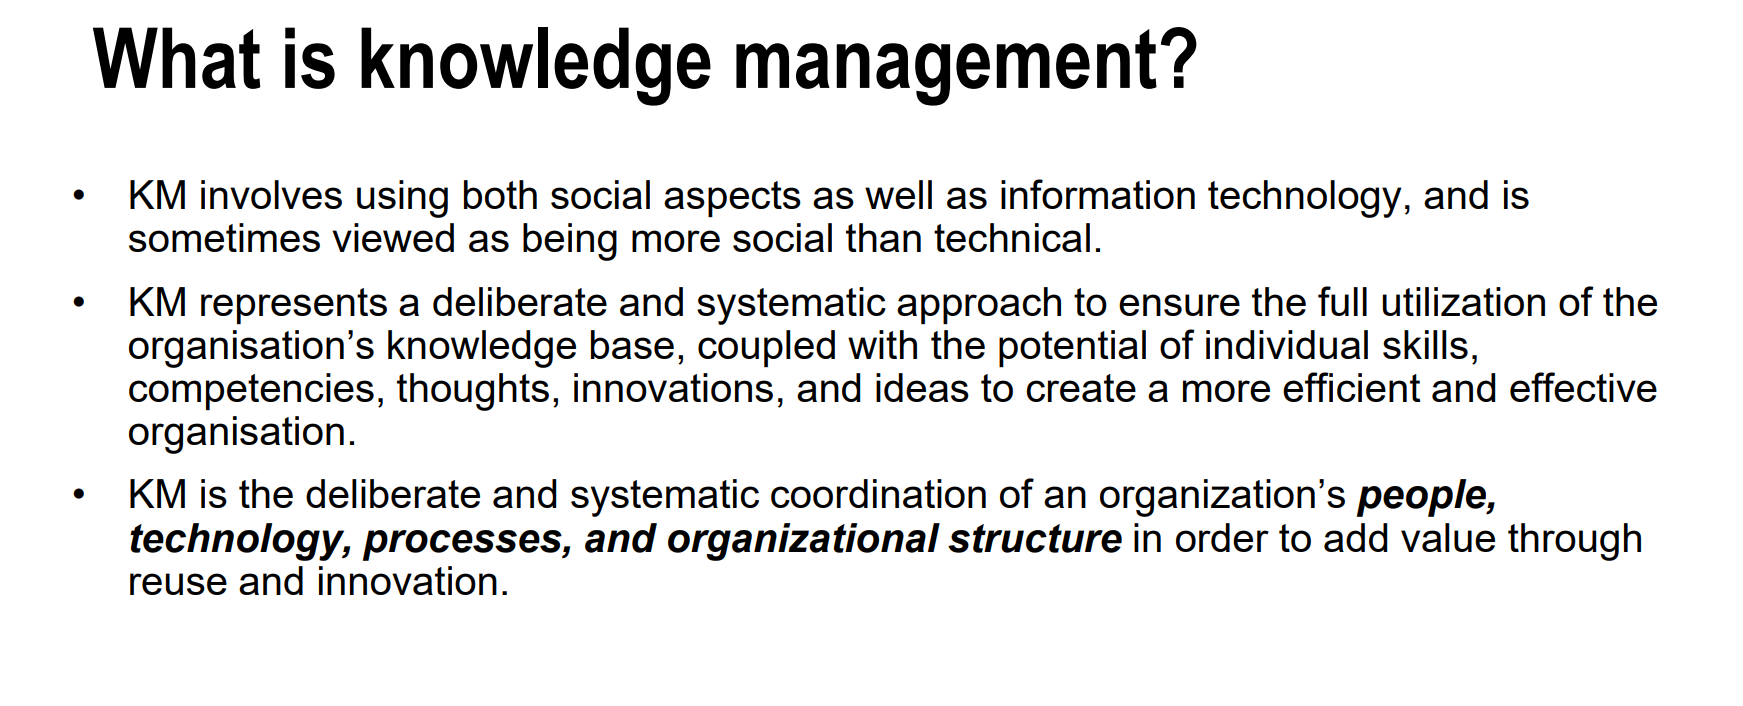 What is knowledge management?
• KM involves using both social aspects as well as information technology, and is
sometimes viewed as being more social than technical.
• KM represents a deliberate and systematic approach to ensure the full utilization of the
organisation’s knowledge base, coupled with the potential of individual skills,
competencies, thoughts, innovations, and ideas to create a more efficient and effective
organisation.
• KM is the deliberate and systematic coordination of an organization’s people,
technology, processes, and organizational structure in order to add value through
reuse and innovation.